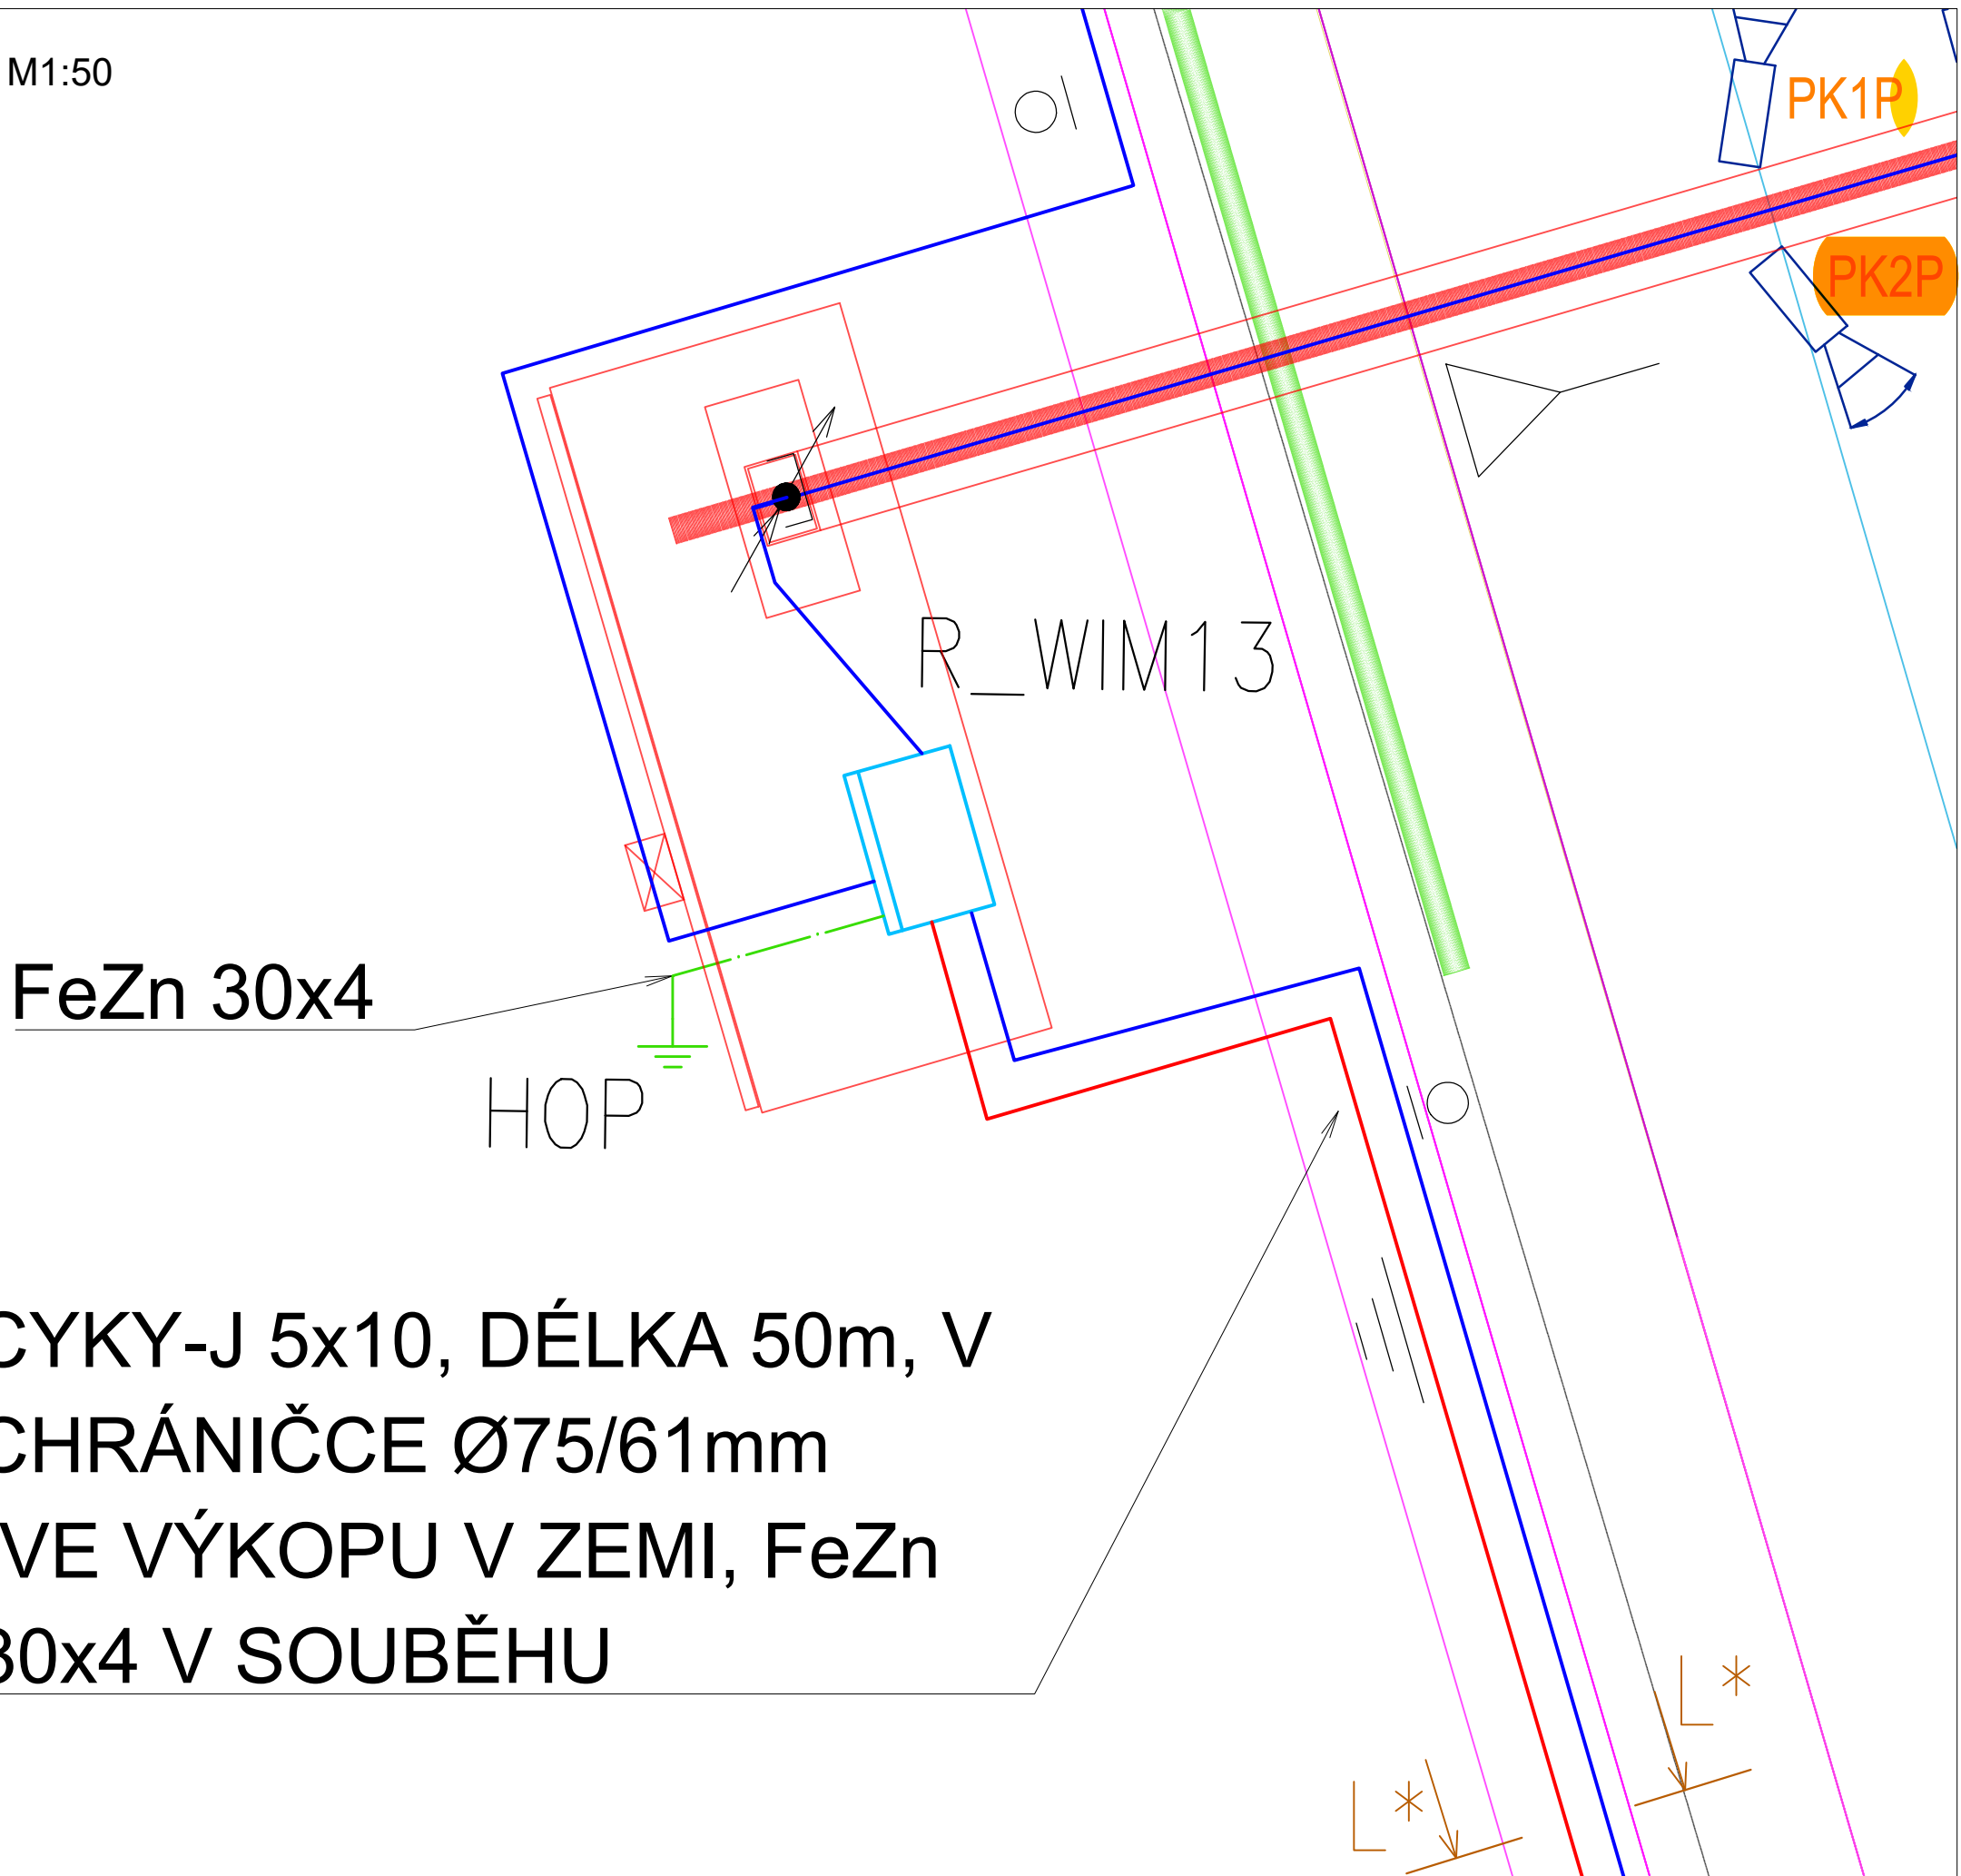 M1:50
PK1P
PK2P
R_WIM13
FeZn 30x4
HOP
CYKY-J 5x10, DÉLKA 50m, V
CHRÁNIČCE Ø75/61mm
VE VÝKOPU V ZEMI, FeZn
30x4 V SOUBĚHU
L*
L*